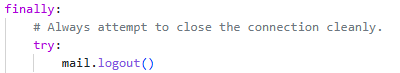 finally:
    # Always attempt to close the connection cleanly.
    try:
        mail.logout()